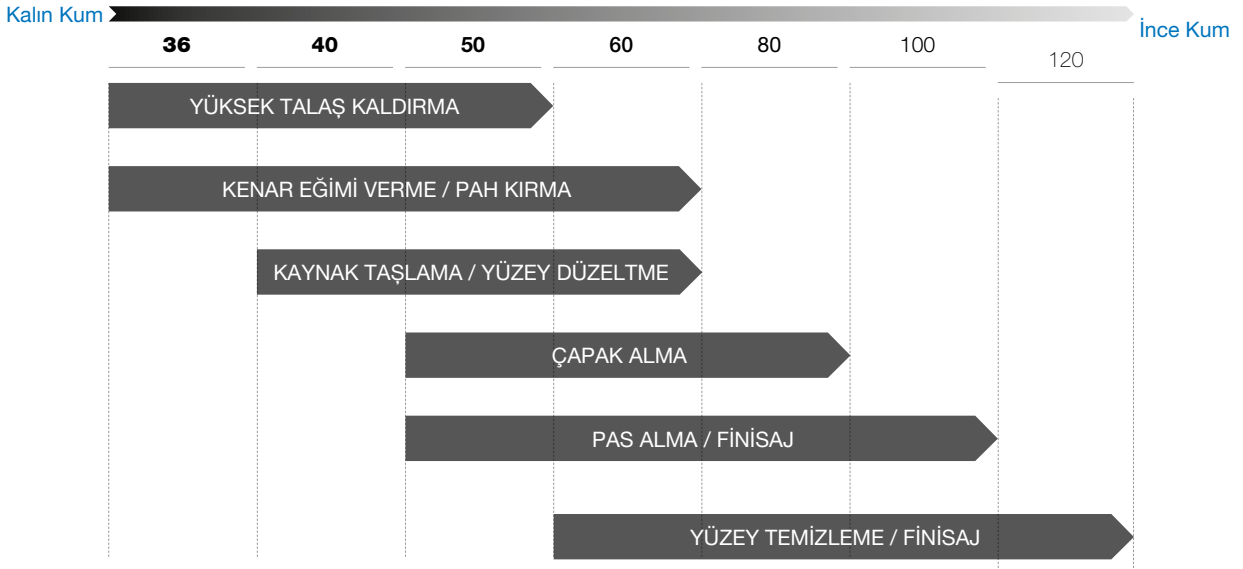 Kalın Kum
İnce Kum
36 40 50 60 80 100 120
YÜKSEK TALAŞ KALDIRMA
KENAR EĞİMİ VERME / PAH KIRMA
KAYNAK TAŞLAMA / YÜZEY DÜZELTME
ÇAPAK ALMA
PAS ALMA / FİNİSAJ
YÜZEY TEMİZLEME / FİNİSAJ